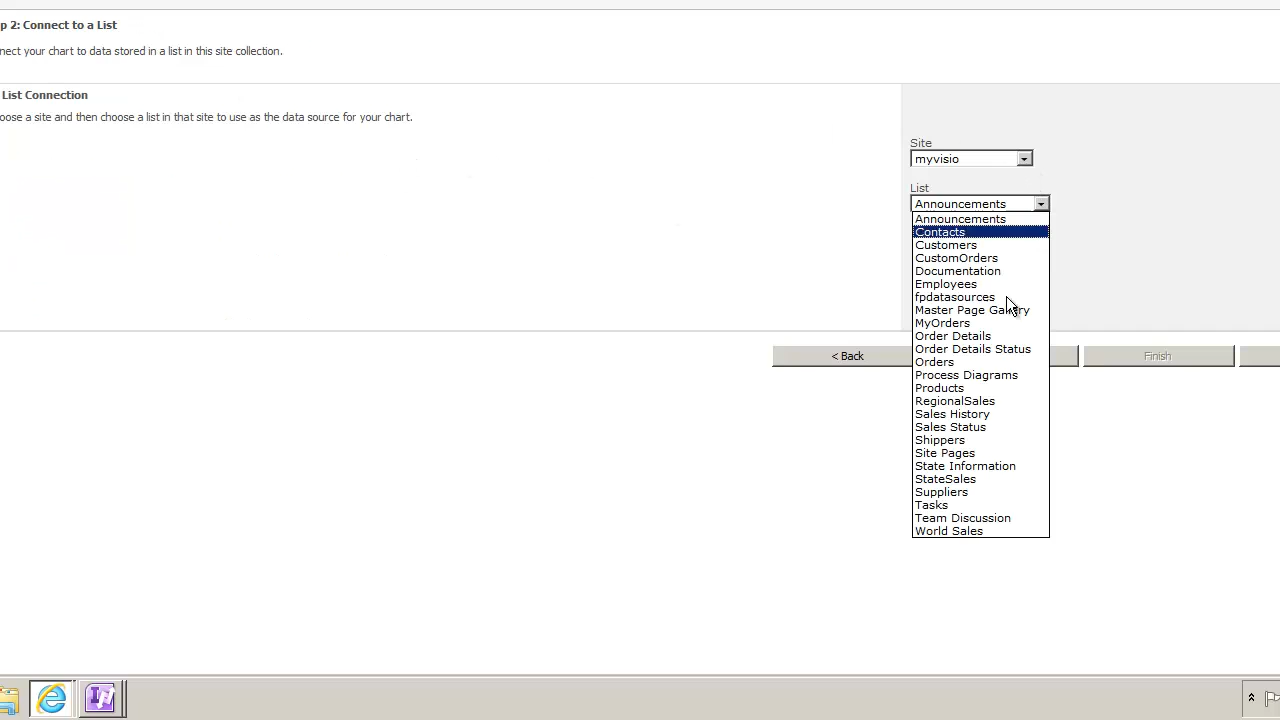 p 2: Connect to a List
nect your chart to data stored in a list in this site collection.
List Connection
oose a site and then choose a list in that site to use as the data source for your chart.
Site
myvisio
List
Announcements
Announcements
Contacts
Customers
CustomOrders
Documentation
Employees
fpdatasources
Master Page Gallery
MyOrders
Order Details
Order Details Status
Orders
Process Diagrams
Products
RegionalSales
Sales History
Sales Status
Shippers
Site Pages
State Information
StateSales
Suppliers
Tasks
Team Discussion
World Sales
< Back
Finish